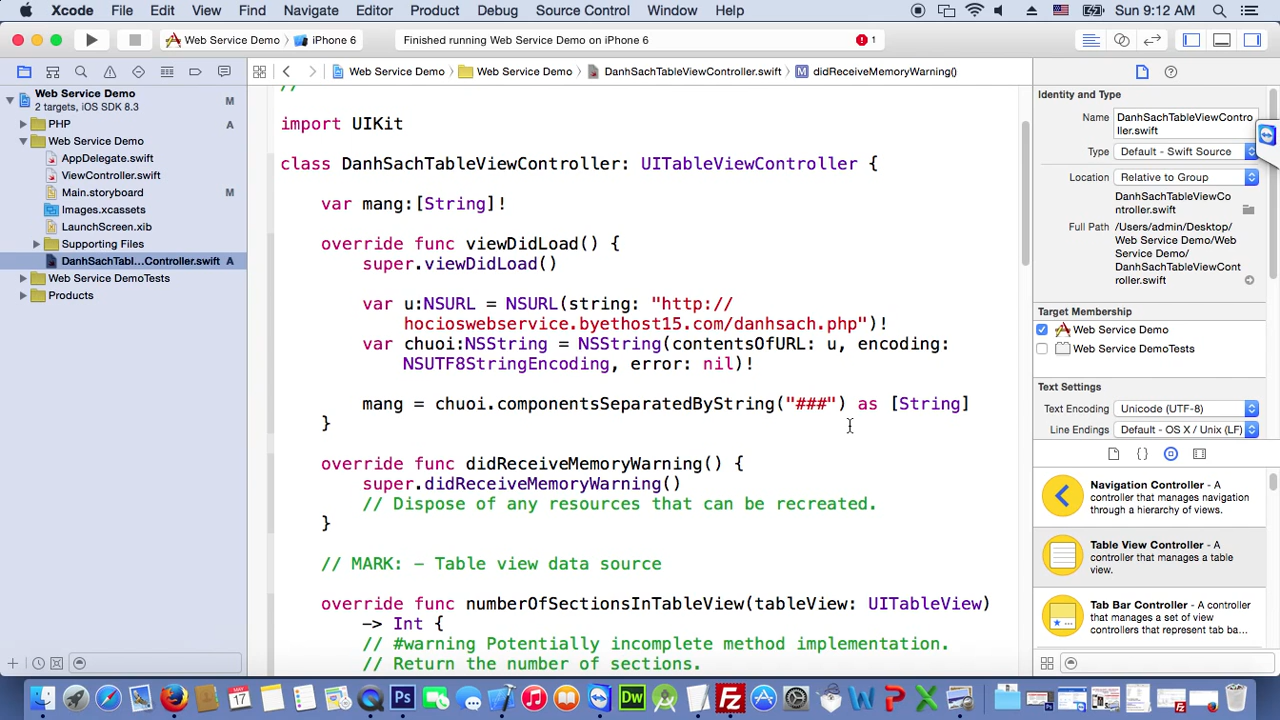 Xcode File Edit View Find Navigate Editor Product Debug Source Control Window Help Sun 9:12 AM
Web Service Demo iPhone 6 Finished running Web Service Demo on iPhone 6 1
Web Service Demo Web Service Demo DanhSachTableViewController.swift M didReceiveMemoryWarning()
Web Service Demo M
2 targets, iOS SDK 8.3
PHP A
Web Service Demo
AppDelegate.swift
ViewController.swift
Main.storyboard M
Images.xcassets
LaunchScreen.xib
Supporting Files
DanhSachTabl...Controller.swift A
Web Service DemoTests
Products
//
import UIKit
class DanhSachTableViewController: UITableViewController {
var mang:[String]!
override func viewDidLoad() {
super.viewDidLoad()
var u:NSURL = NSURL(string: "http://
hocioswebservice.byethost15.com/danhsach.php")!
var chuoi:NSString = NSString(contentsOfURL: u, encoding:
NSUTF8StringEncoding, error: nil)!
mang = chuoi.componentsSeparatedByString("###") as [String]
}
override func didReceiveMemoryWarning() {
super.didReceiveMemoryWarning()
// Dispose of any resources that can be recreated.
}
// MARK: - Table view data source
override func numberOfSectionsInTableView(tableView: UITableView)
-> Int {
// #warning Potentially incomplete method implementation.
// Return the number of sections.
Identity and Type
Name DanhSachTableViewContro
ller.swift
Type Default - Swift Source
Location Relative to Group
DanhSachTableViewCo
ntroller.swift
Full Path /Users/admin/Desktop/
Web Service Demo/Web
Service Demo/
DanhSachTableViewCont
roller.swift
Target Membership
Web Service Demo
Web Service DemoTests
Text Settings
Text Encoding Unicode (UTF-8)
Line Endings Default - OS X / Unix (LF)
{ }
Navigation Controller - A
controller that manages navigation
through a hierarchy of views.
Table View Controller - A
controller that manages a table
view.
Tab Bar Controller - A controller
that manages a set of view
controllers that represent tab ba...
MAY 17 Ps Dw Fz W P X